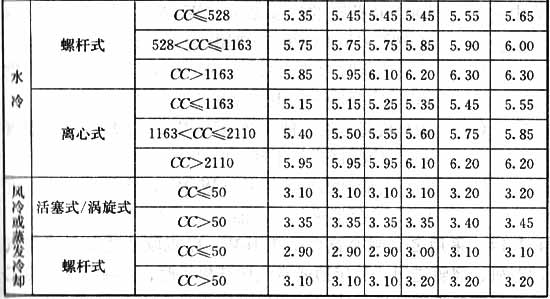 水冷
螺杆式
CC≤528 5.35 5.45 5.45 5.45 5.55 5.65
528<CC≤1163 5.75 5.75 5.75 5.85 5.90 6.00
CC>1163 5.85 5.95 6.10 6.20 6.30 6.30
离心式
CC≤1163 5.15 5.15 5.25 5.35 5.45 5.55
1163<CC≤2110 5.40 5.50 5.55 5.60 5.75 5.85
CC>2110 5.95 5.95 5.95 6.10 6.20 6.20
风冷或蒸发冷却
活塞式/涡旋式
CC≤50 3.10 3.10 3.10 3.10 3.20 3.20
CC>50 3.35 3.35 3.35 3.35 3.40 3.45
螺杆式
CC≤50 2.90 2.90 2.90 3.00 3.10 3.10
CC>50 3.10 3.10 3.10 3.20 3.20 3.20